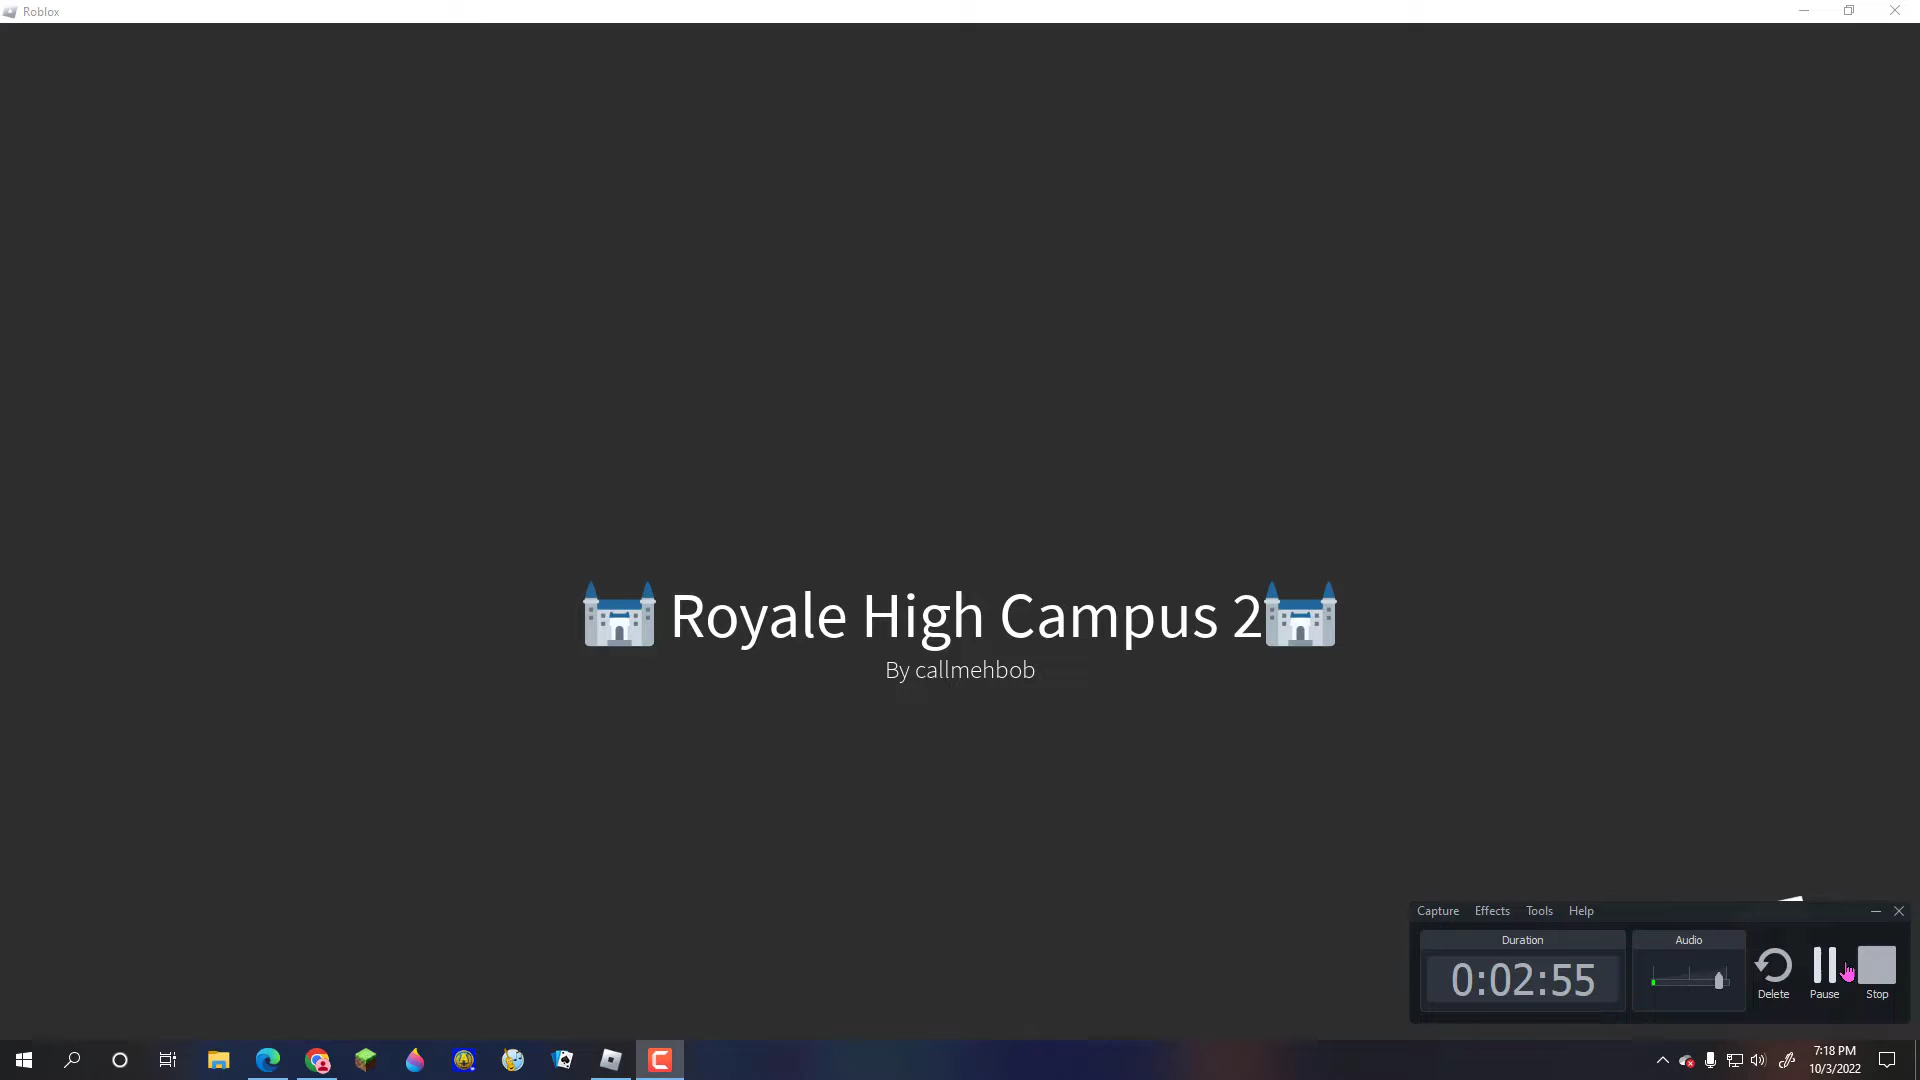 Roblox
🏰 Royale High Campus 2🏰
By callmehbob
Capture Effects Tools Help
Duration
Audio
0:02:55
Delete
Pause
Stop
7:18 PM
10/3/2022